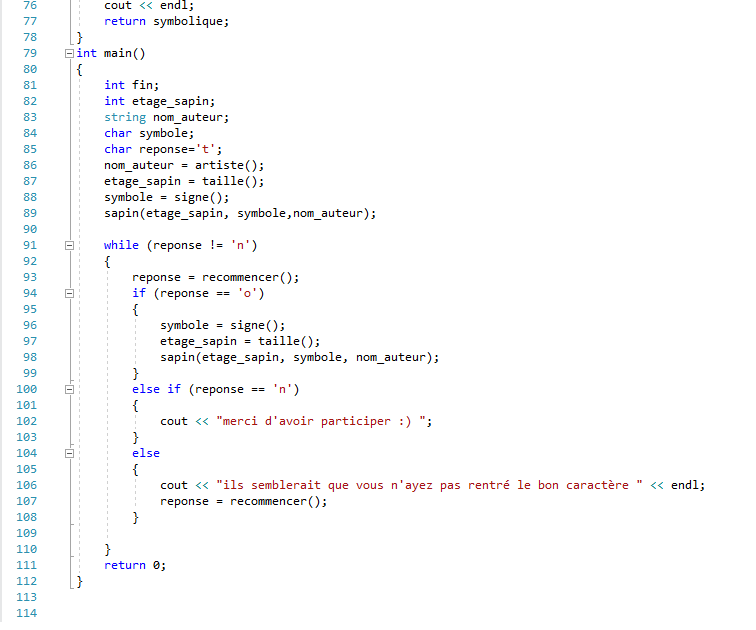 76 cout << endl;
77 return symbolique;
78 }
79 int main()
80 {
81 int fin;
82 int etage_sapin;
83 string nom_auteur;
84 char symbole;
85 char reponse='t';
86 nom_auteur = artiste();
87 etage_sapin = taille();
88 symbole = signe();
89 sapin(etage_sapin, symbole,nom_auteur);
90
91 while (reponse != 'n')
92 {
93 reponse = recommencer();
94 if (reponse == 'o')
95 {
96 symbole = signe();
97 etage_sapin = taille();
98 sapin(etage_sapin, symbole, nom_auteur);
99 }
100 else if (reponse == 'n')
101 {
102 cout << "merci d'avoir participer :) ";
103 }
104 else
105 {
106 cout << "ils semblerait que vous n'ayez pas rentré le bon caractère " << endl;
107 reponse = recommencer();
108 }
109
110 }
111 return 0;
112 }
113
114